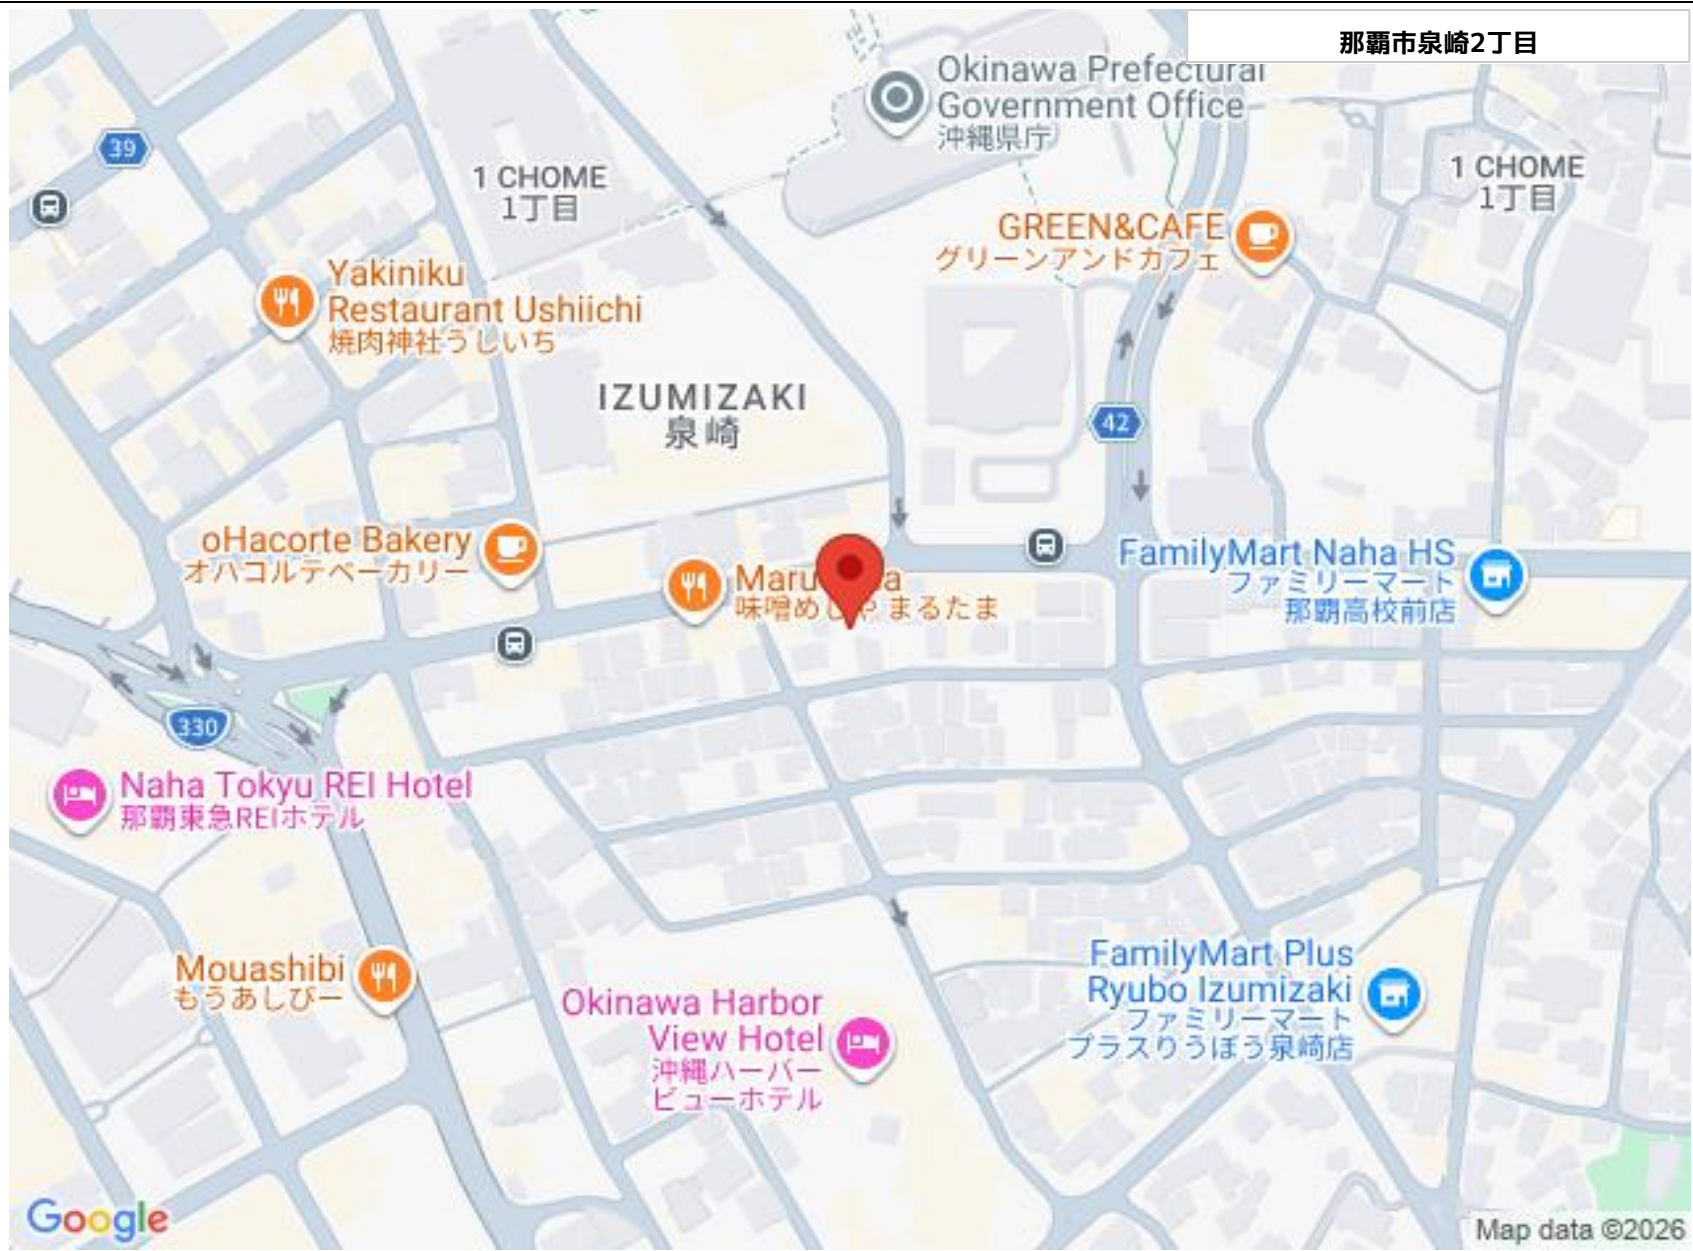 那覇市泉崎2丁目
Okinawa Prefectural
Government Office
沖縄県庁
39
1 CHOME
1丁目
1 CHOME
1丁目
GREEN&CAFE
グリーンアンドカフェ
Yakiniku
Restaurant Ushiichi
焼肉神社うしいち
IZUMIZAKI
泉崎
42
oHacorte Bakery
オハコルテベーカリー
味噌めしや まるたま
FamilyMart Naha HS
ファミリーマート
那覇高校前店
330
Naha Tokyu REI Hotel
那覇東急REIホテル
Mouashibi
もうあしびー
Okinawa Harbor
View Hotel
沖縄ハーバー
ビューホテル
FamilyMart Plus
Ryubo Izumizaki
ファミリーマート
プラスりうぼう泉崎店
Google
Map data ©2026